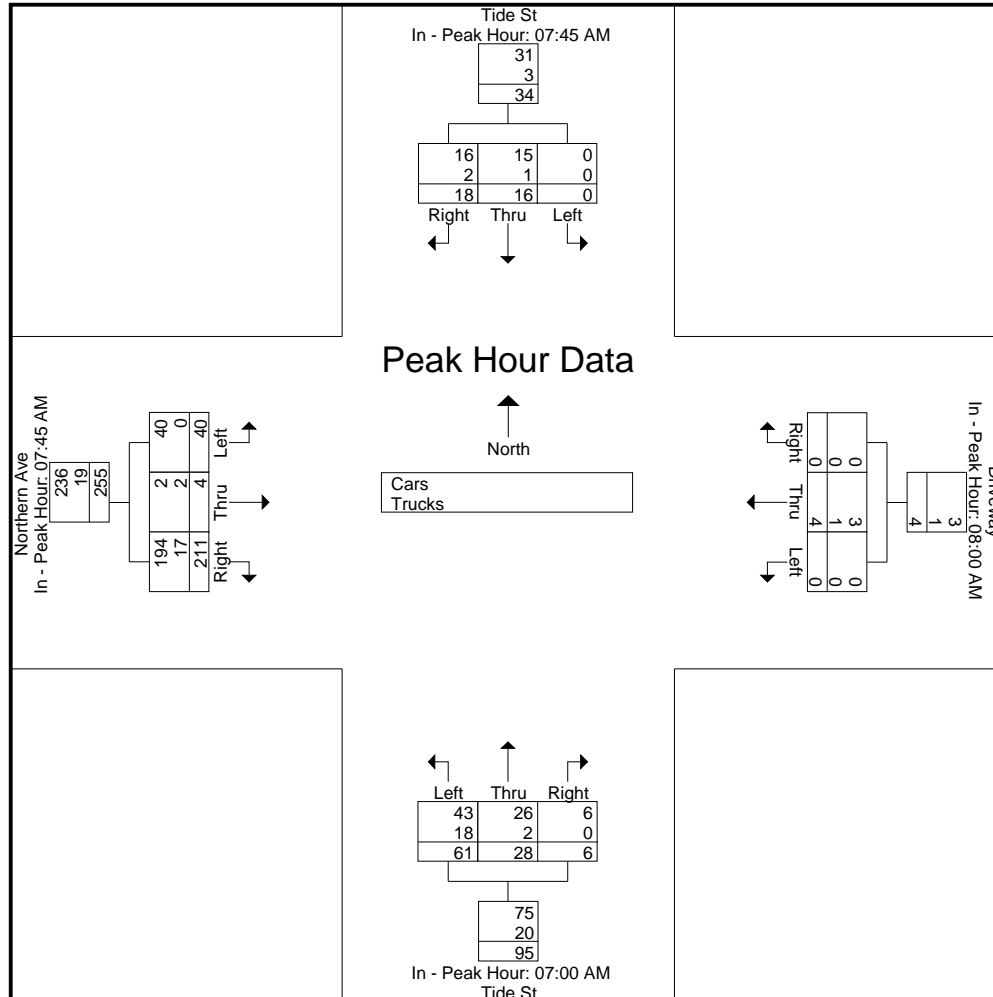 Tide St
In - Peak Hour: 07:45 AM
31
3
34
16 15 0
2 1 0
18 16 0
Right Thru Left
Peak Hour Data
North
Cars
Trucks
Northern Ave
In - Peak Hour: 07:45 AM
236
19
255
40 0 40
Left
2 2 4
Thru
194 17 211
Right
Driveway
In - Peak Hour: 08:00 AM
3
1
4
Right
0 0 0
Thru
4 1 3
Left
0 0 0
Left Thru Right
43 26 6
18 2 0
61 28 6
75
20
95
In - Peak Hour: 07:00 AM
Tide St